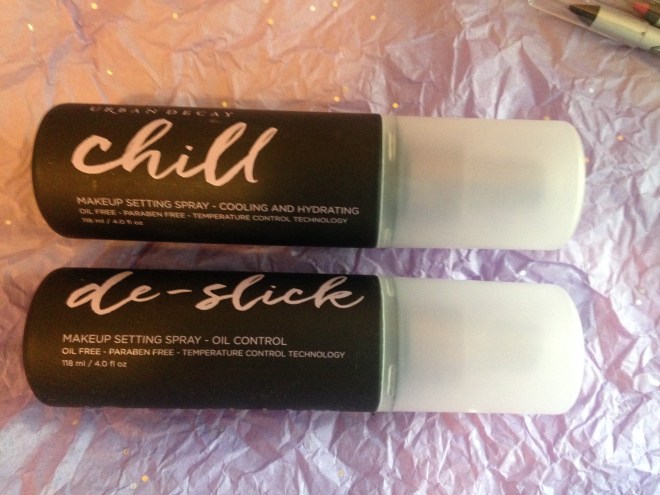 URBAN DECAY
chill
MAKEUP SETTING SPRAY - COOLING AND HYDRATING
OIL FREE - PARABEN FREE - TEMPERATURE CONTROL TECHNOLOGY
118 ml / 4.0 fl oz
de-slick
MAKEUP SETTING SPRAY - OIL CONTROL
OIL FREE - PARABEN FREE - TEMPERATURE CONTROL TECHNOLOGY
118 ml / 4.0 fl oz